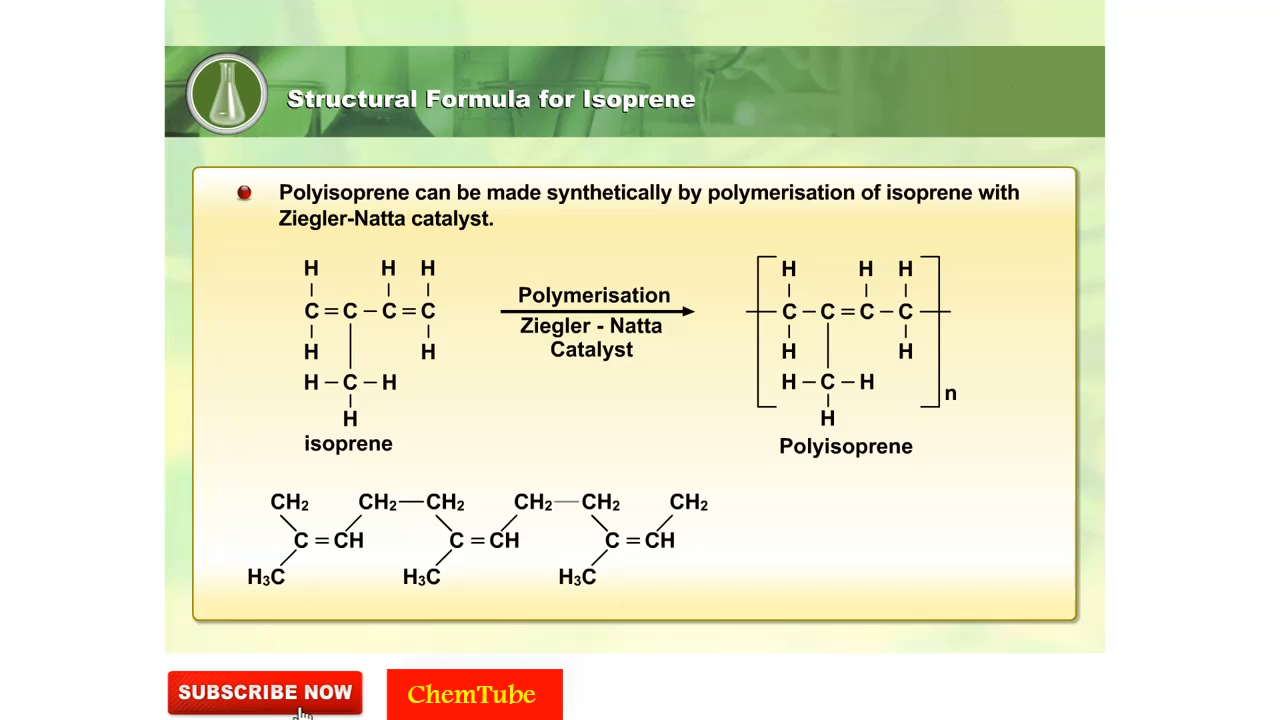 Structural Formula for Isoprene
Polyisoprene can be made synthetically by polymerisation of isoprene with
Ziegler-Natta catalyst.
H H H
C=C–C=C
H H
H–C–H
H
isoprene
Polymerisation
Ziegler - Natta
Catalyst
H H H
C–C=C–C
H H
H–C–H
H
n
Polyisoprene
CH₂ CH₂—CH₂ CH₂—CH₂ CH₂
C=CH C=CH C=CH
H₃C H₃C H₃C
SUBSCRIBE NOW
ChemTube